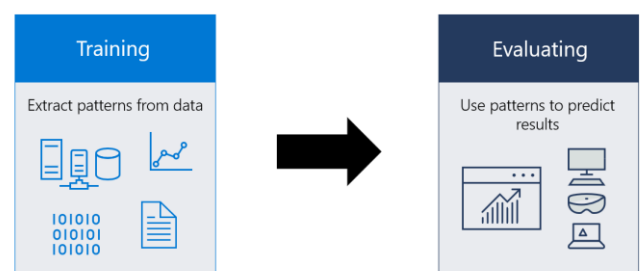 Training
Extract patterns from data
101010
010101
101010
Evaluating
Use patterns to predict
results